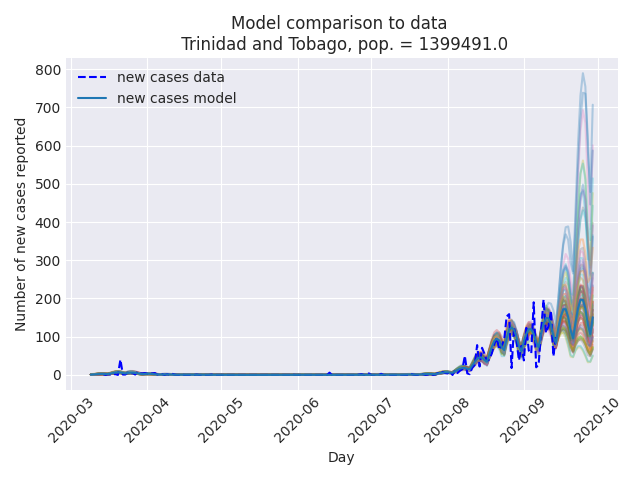 Model comparison to data
Trinidad and Tobago, pop. = 1399491.0
new cases data
new cases model
Number of new cases reported
800
700
600
500
400
300
200
100
0
2020-03
2020-04
2020-05
2020-06
2020-07
2020-08
2020-09
2020-10
Day